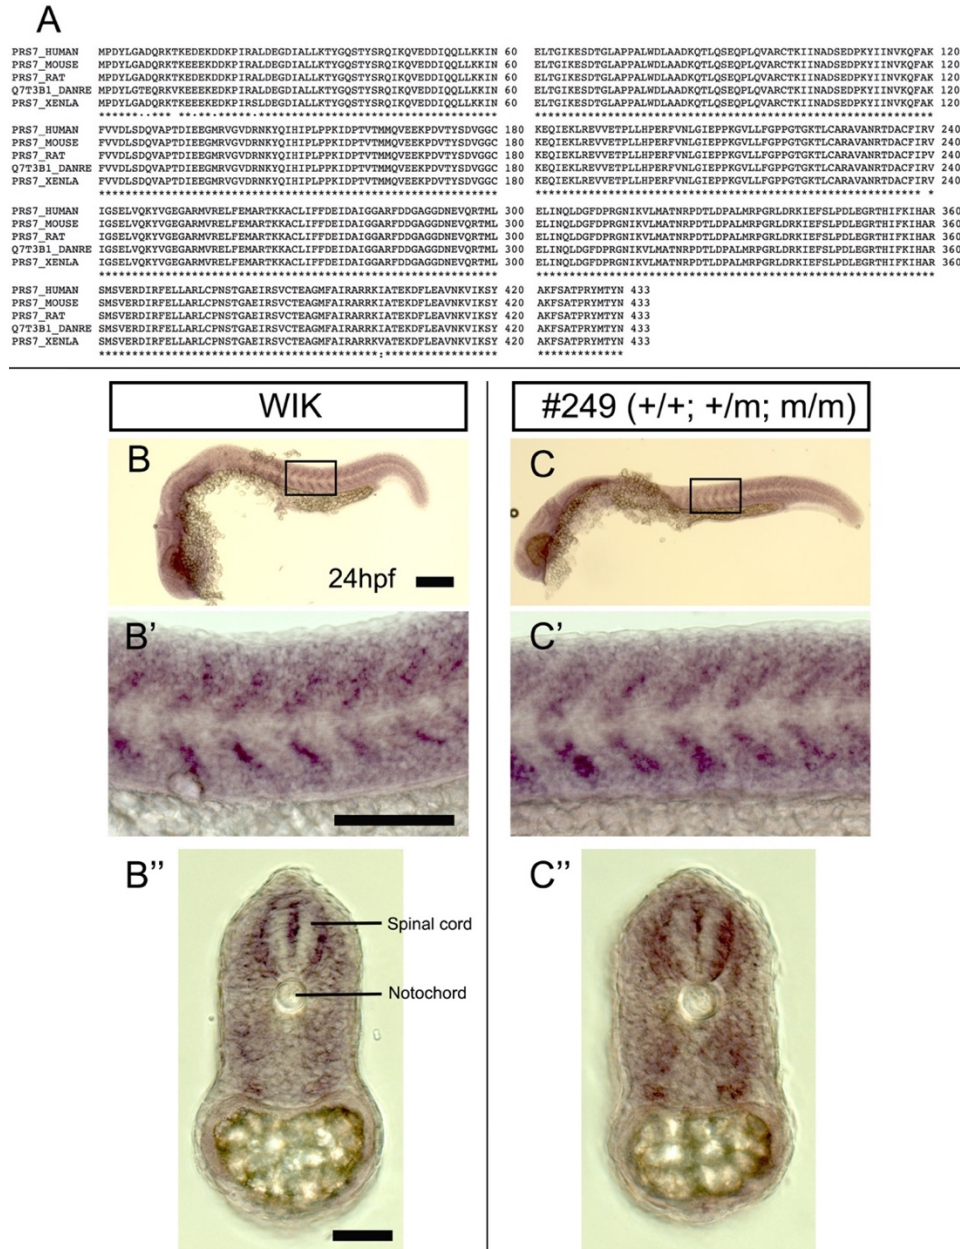 A
PRS7_HUMAN MPDYLGADQRKTKEDEKDDKPIRALDEGDIALLKTYGQSTYSRQIKQVEDDIQQLLKKIN 60 ELTGIKESDTGLAPPALWDLAADKQTLQSEQPLQVARCTKIINADSEDPKYIINVKQFAK 120
PRS7_MOUSE MPDYLGADQRKTKEDEKDDKPIRALDEGDIALLKTYGQSTYSRQIKQVEDDIQQLLKKIN 60 ELTGIKESDTGLAPPALWDLAADKQTLQSEQPLQVARCTKIINADSEDPKYIINVKQFAK 120
PRS7_RAT MPDYLGADQRKTKEDEKDDKPIRALDEGDIALLKTYGQSTYSRQIKQVEDDIQQLLKKIN 60 ELTGIKESDTGLAPPALWDLAADKQTLQSEQPLQVARCTKIINADSEDPKYIINVKQFAK 120
Q7T3B1_DANRE MPDYLGTEQRKVKEEEKEDKPIRALDEGDIALLKTYGQSTYSRQIKQVEDDIQQLLKKIN 60 ELTGIKESDTGLAPPALWDLAADKQTLQSEQPLQVARCTKIINADSEDPKYIINVKQFAK 120
PRS7_XENLA MPDYLGADQRKTKEEEKEDKPIRSLDEGDIALLKTYGQSTYSRQIKQVEDDIQQLLKKIN 60 ELTGIKESDTGLAPPALWDLAADKQTLQSEQPLQVARCTKIINADSEDPKYIINVKQFAK 120
PRS7_HUMAN FVVDLSDQVAPTDIEEGMRVGVDRNKYQIHIPLPPKIDPTVTMMQVEEKPDVTYSDVGGC 180 KEQIEKLREVVETPLLHPERFVNLGIEPPKGVLLFGPPGTGKTLCARAVANRTDACFIRV 240
PRS7_MOUSE FVVDLSDQVAPTDIEEGMRVGVDRNKYQIHIPLPPKIDPTVTMMQVEEKPDVTYSDVGGC 180 KEQIEKLREVVETPLLHPERFVNLGIEPPKGVLLFGPPGTGKTLCARAVANRTDACFIRV 240
PRS7_RAT FVVDLSDQVAPTDIEEGMRVGVDRNKYQIHIPLPPKIDPTVTMMQVEEKPDVTYSDVGGC 180 KEQIEKLREVVETPLLHPERFVNLGIEPPKGVLLFGPPGTGKTLCARAVANRTDACFIRV 240
Q7T3B1_DANRE FVVDLSDQVAPTDIEEGMRVGVDRNKYQIHIPLPPKIDPTVTMMQVEEKPDVTYSDVGGC 180 KEQIEKLREVVETPLLHPERFVNLGIEPPKGVLLFGPPGTGKTLCARAVANRTDACFIRV 240
PRS7_XENLA FVVDLSDQVAPTDIEEGMRVGVDRNKYQIHIPLPPKIDPTVTMMQVEEKPDVTYSDVGGC 180 KEQIEKLREVVETPLLHPERFVNLGIEPPKGVLLFGPPGTGKTLCARAVANRTDACFIRV 240
PRS7_HUMAN IGSELVQKYVGEGARMVRELFEMARTKKACLIFFDEIDAIGGARFDDGAGGDNEVQRTML 300 ELINQLDGFDPRGNIKVLMATNRPDTLDPALMRPGRLDRKIEFSLPDLEGRTHIFKIHAR 360
PRS7_MOUSE IGSELVQKYVGEGARMVRELFEMARTKKACLIFFDEIDAIGGARFDDGAGGDNEVQRTML 300 ELINQLDGFDPRGNIKVLMATNRPDTLDPALMRPGRLDRKIEFSLPDLEGRTHIFKIHAR 360
PRS7_RAT IGSELVQKYVGEGARMVRELFEMARTKKACLIFFDEIDAIGGARFDDGAGGDNEVQRTML 300 ELINQLDGFDPRGNIKVLMATNRPDTLDPALMRPGRLDRKIEFSLPDLEGRTHIFKIHAR 360
Q7T3B1_DANRE IGSELVQKYVGEGARMVRELFEMARTKKACLIFFDEIDAIGGARFDDGAGGDNEVQRTML 300 ELINQLDGFDPRGNIKVLMATNRPDTLDPALMRPGRLDRKIEFSLPDLEGRTHIFKIHAR 360
PRS7_XENLA IGSELVQKYVGEGARMVRELFEMARTKKACLIFFDEIDAIGGARFDDGAGGDNEVQRTML 300 ELINQLDGFDPRGNIKVLMATNRPDTLDPALMRPGRLDRKIEFSLPDLEGRTHIFKIHAR 360
PRS7_HUMAN SMSVERDIRFELLARLCPNSTGAEIRSVCTEAGMFAIRARRKIATEKDFLEAVNKVIKSY 420 AKFSATPRYMTYN 433
PRS7_MOUSE SMSVERDIRFELLARLCPNSTGAEIRSVCTEAGMFAIRARRKIATEKDFLEAVNKVIKSY 420 AKFSATPRYMTYN 433
PRS7_RAT SMSVERDIRFELLARLCPNSTGAEIRSVCTEAGMFAIRARRKIATEKDFLEAVNKVIKSY 420 AKFSATPRYMTYN 433
Q7T3B1_DANRE SMSVERDIRFELLARLCPNSTGAEIRSVCTEAGMFAIRARRKIATEKDFLEAVNKVIKSY 420 AKFSATPRYMTYN 433
PRS7_XENLA SMSVERDIRFELLARLCPNSTGAEIRSVCTEAGMFAIRARRKVATEKDFLEAVNKVIKSY 420 AKFSATPRYMTYN 433
WIK
#249 (+/+; +/m; m/m)
B
24hpf
C
B’
C’
B’’
Spinal cord
Notochord
C’’